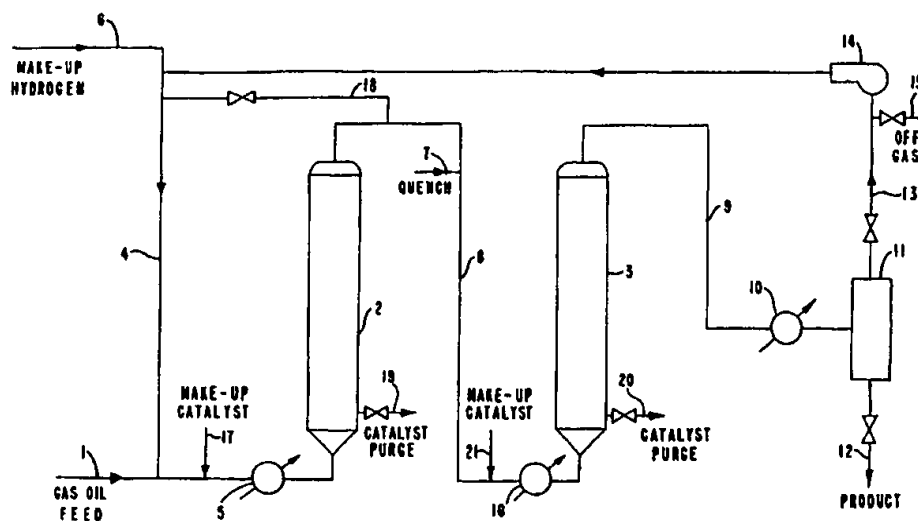 6
MAKE-UP
HYDROGEN
14
18
15
OFF
GAS
7
QUENCH
13
9
4
8
3
11
10
2
19
CATALYST
PURGE
MAKE-UP
CATALYST
20
CATALYST
PURGE
MAKE-UP
CATALYST
17
21
12
1
GAS OIL
FEED
5
16
PRODUCT